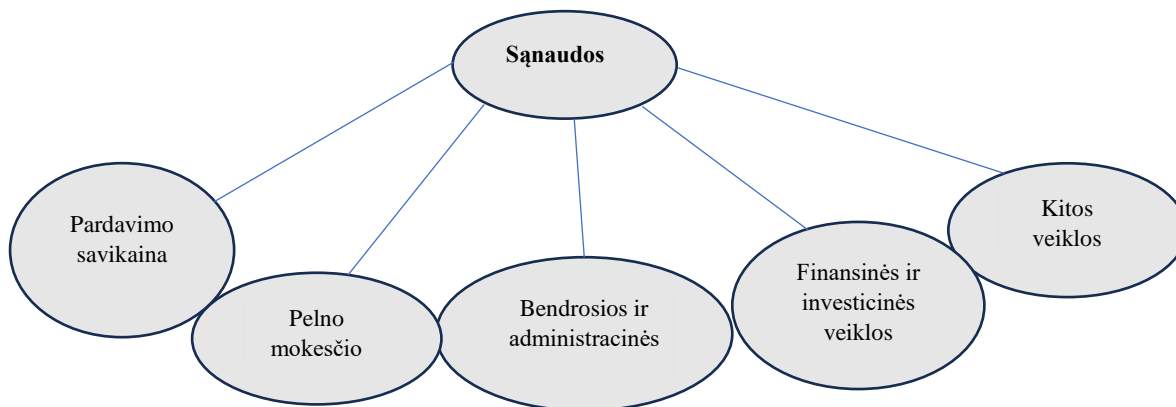 Sąnaudos
Pardavimo
savikaina
Pelno
mokesčio
Bendrosios ir
administracinės
Finansinės ir
investicinės
veiklos
Kitos
veiklos